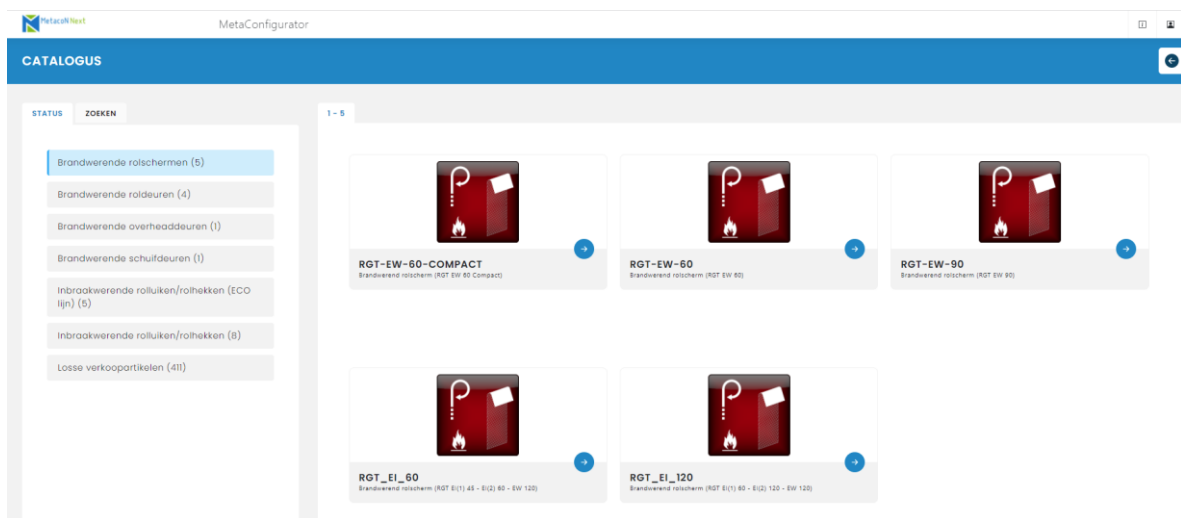 MetacoN Next
MetaConfigurator
CATALOGUS
STATUS ZOEKEN
1 - 5
Brandwerende rolschermen (5)
Brandwerende roldeuren (4)
Brandwerende overheaddeuren (1)
Brandwerende schuifdeuren (1)
Inbraakwerende rolluiken/rolhekken (ECO
lijn) (5)
Inbraakwerende rolluiken/rolhekken (8)
Losse verkoopartikelen (411)
RGT-EW-60-COMPACT
Brandwerend rolscherm (RGT EW 60 Compact)
RGT-EW-60
Brandwerend rolscherm (RGT EW 60)
RGT-EW-90
Brandwerend rolscherm (RGT EW 90)
RGT_EI_60
Brandwerend rolscherm (RGT EI(1) 45 - EI(2) 60 - EW 120)
RGT_EI_120
Brandwerend rolscherm (RGT EI(1) 60 - EI(2) 120 - EW 120)